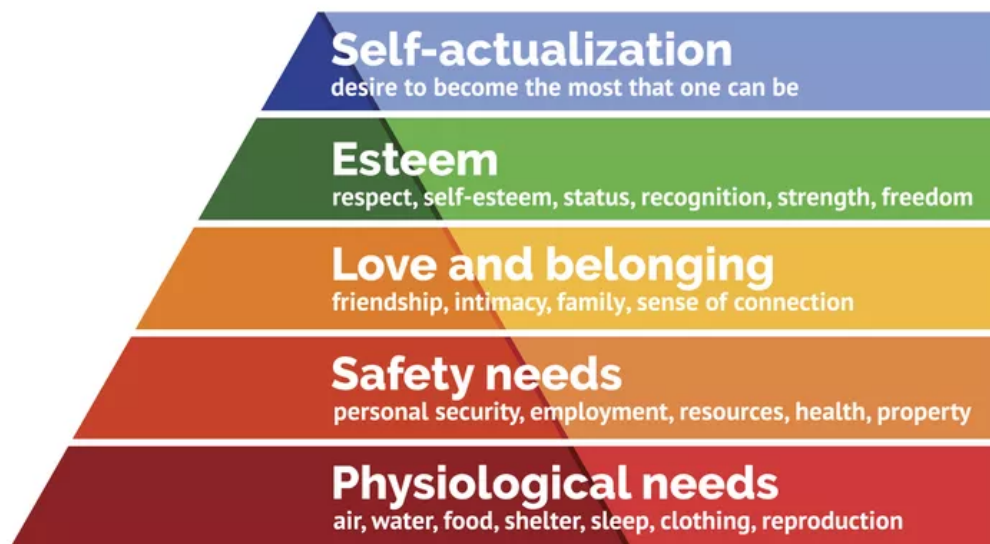 Self-actualization
desire to become the most that one can be
Esteem
respect, self-esteem, status, recognition, strength, freedom
Love and belonging
friendship, intimacy, family, sense of connection
Safety needs
personal security, employment, resources, health, property
Physiological needs
air, water, food, shelter, sleep, clothing, reproduction